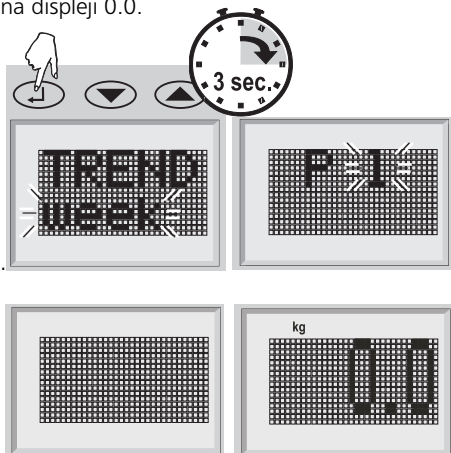 na displeji 0.0.
3 sec.
TREND
week
P 1
.
kg
0.0